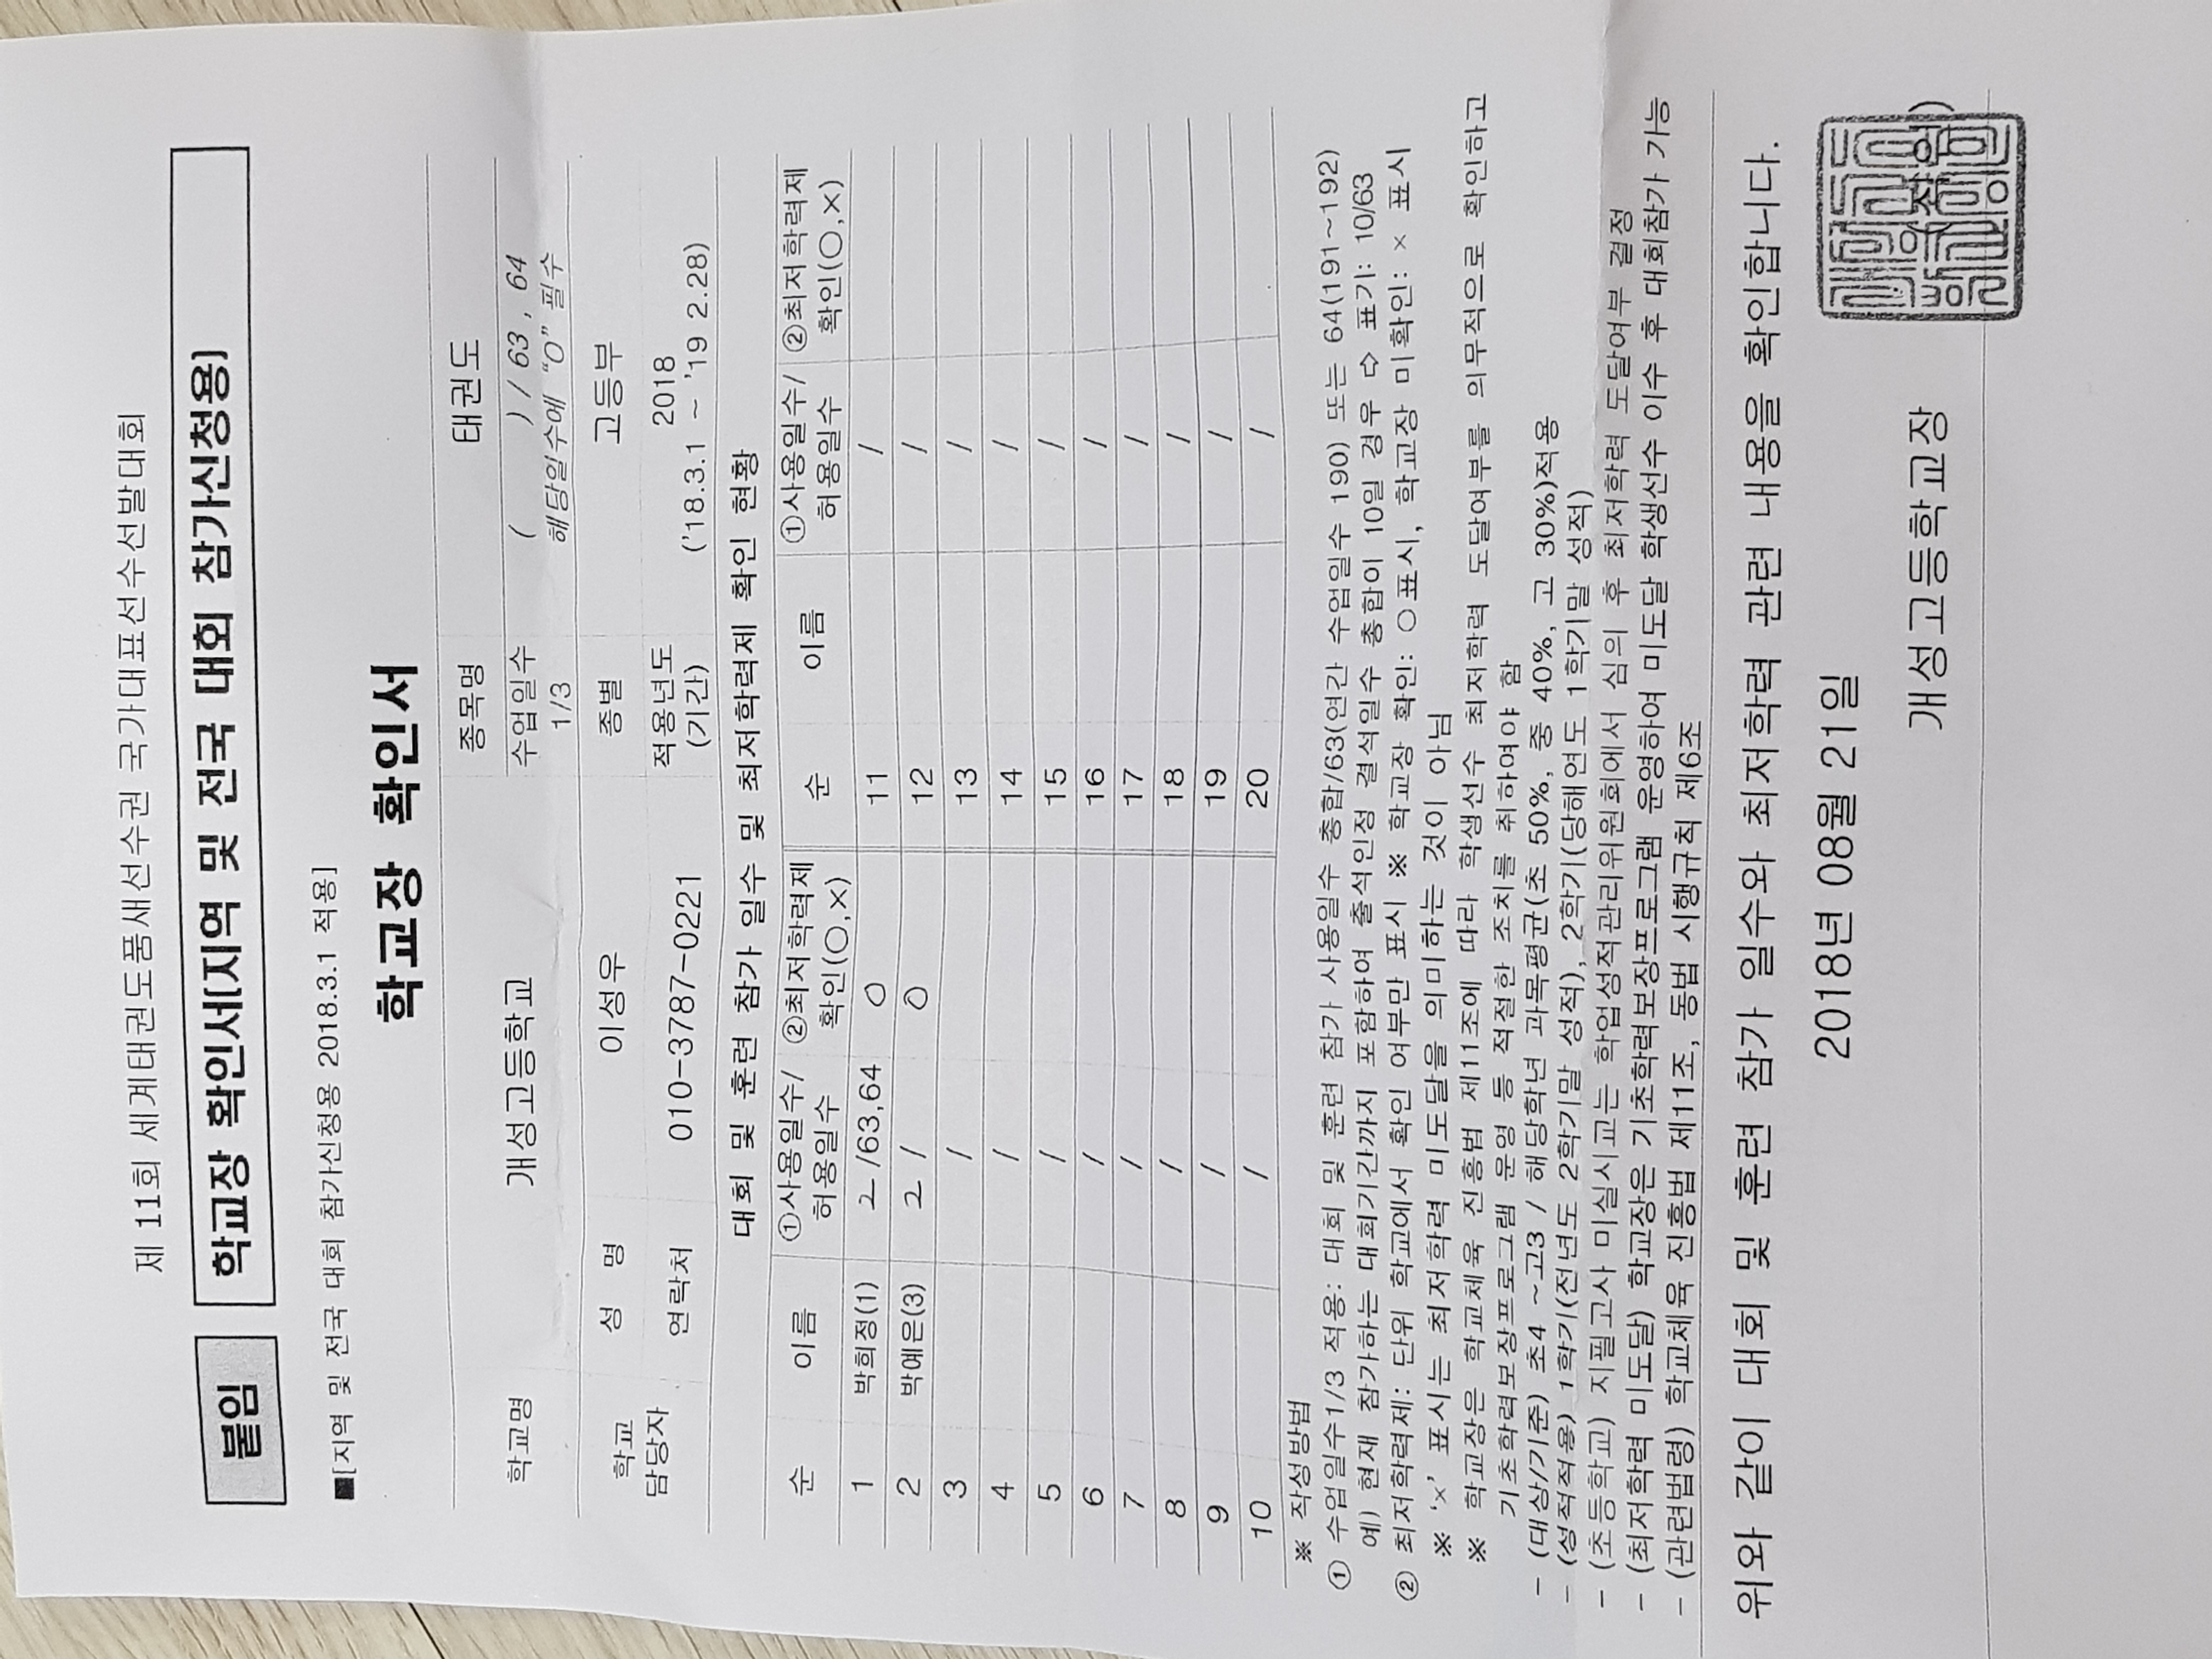 제 11회 세계태권도품새선수권 국가대표선수선발대회
붙임
학교장 확인서(지역 및 전국 대회 참가신청용)
■[지역 및 전국 대회 참가신청용 2018.3.1 적용]
학교장 확인서
학교명 개성고등학교 종목명 태권도
수업일수 1/3 ( ) / 63 , 64
해당일수에 "O" 필수
학교 담당자 성 명 이성우 종별 고등부
연락처 010-3787-0221 적용년도 (기간) 2018
('18.3.1 ~ '19 2.28)
대회 및 훈련 참가 일수 및 최저학력제 확인 현황
순 이름 ①사용일수/ 허용일수 ②최저학력제 확인(○,×) 순 이름 ①사용일수/ 허용일수 ②최저학력제 확인(○,×)
1 박희정(1) 2 /63,64 O 11 /
2 박예은(3) 2 / O 12 /
3 / 13 /
4 / 14 /
5 / 15 /
6 / 16 /
7 / 17 /
8 / 18 /
9 / 19 /
10 / 20 /
※ 작성방법
① 수업일수1/3 적용: 대회 및 훈련 참가 사용일수 총합/63(연간 수업일수 190) 또는 64(191~192)
예) 현재 참가하는 대회기간까지 포함하여 출석인정 결석일수 총합이 10일 경우 ⇨ 표기: 10/63
② 최저학력제: 단위 학교에서 확인 여부만 표시 ※ 학교장 확인: ○표시, 학교장 미확인: × 표시
※ '×' 표시는 최저학력 미도달을 의미하는 것이 아님
※ 학교장은 학교체육 진흥법 제11조에 따라 학생선수 최저학력 도달여부를 의무적으로 확인하고
기초학력보장프로그램 운영 등 적절한 조치를 취하여야 함
- (대상/기준) 초4 ~고3 / 해당학년 과목평균(초 50%, 중 40%, 고 30%)적용
- (성적적용) 1학기(전년도 2학기말 성적), 2학기(당해연도 1학기말 성적)
- (초등학교) 지필고사 미실시교는 학업성적관리위원회에서 심의 후 최저학력 도달여부 결정
- (최저학력 미도달) 학교장은 기초학력보장프로그램 운영하여 미도달 학생선수 이수 후 대회참가 가능
- (관련법령) 학교체육 진흥법 제11조, 동법 시행규칙 제6조
위와 같이 대회 및 훈련 참가 일수와 최저학력 관련 내용을 확인합니다.
2018년 08월 21일
개성고등학교장